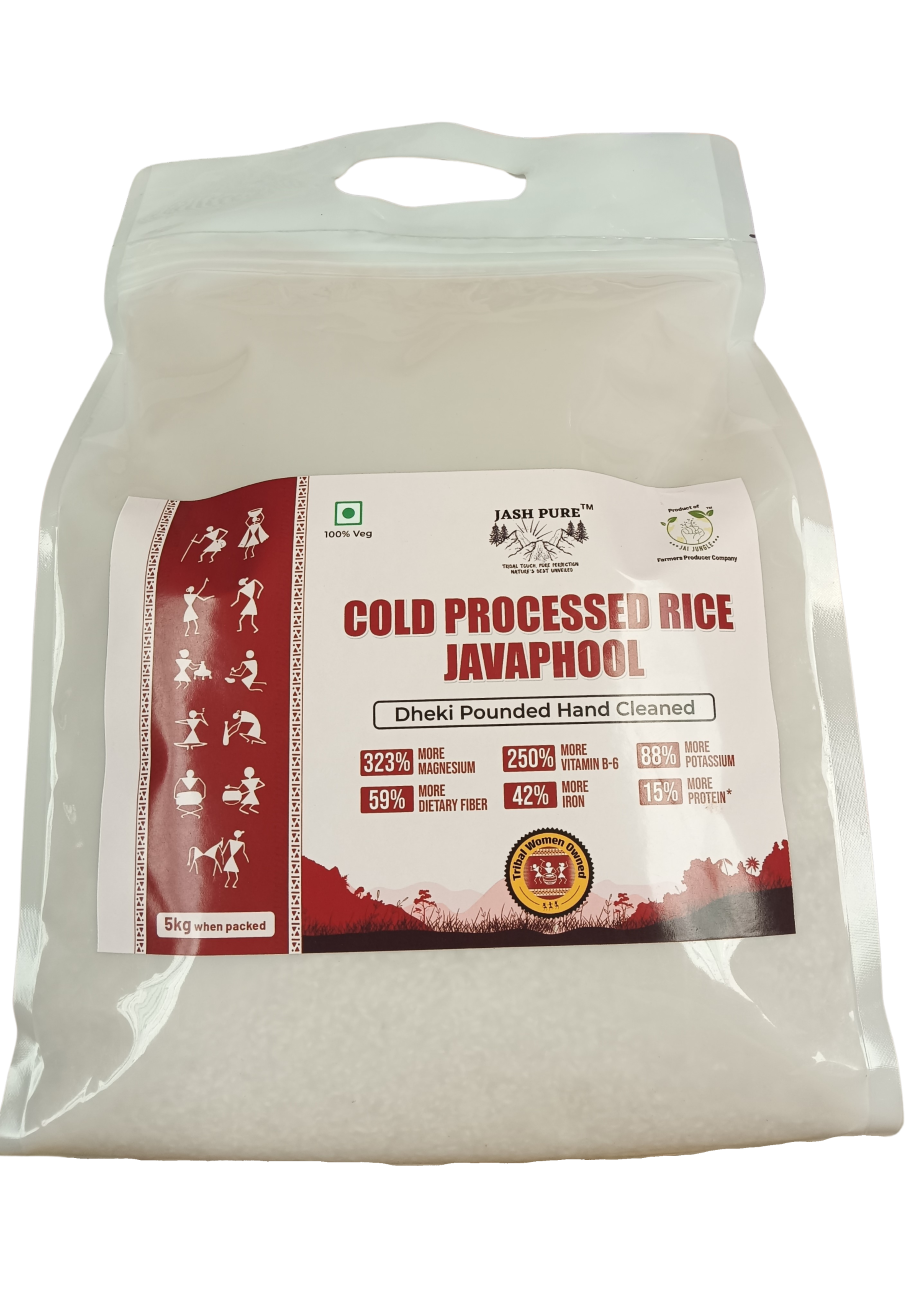 100% Veg
JASH PURE™
TRIBAL TOUCH, PURE PERFECTION
NATURE'S BEST UNVEILED
Product of
TM
JAI JUNGLE
Farmers Producer Company
COLD PROCESSED RICE
JAVAPHOOL
Dheki Pounded Hand Cleaned
323% MORE MAGNESIUM
250% MORE VITAMIN B-6
88% MORE POTASSIUM
59% MORE DIETARY FIBER
42% MORE IRON
15% MORE PROTEIN*
Tribal Women Owned
5kg when packed